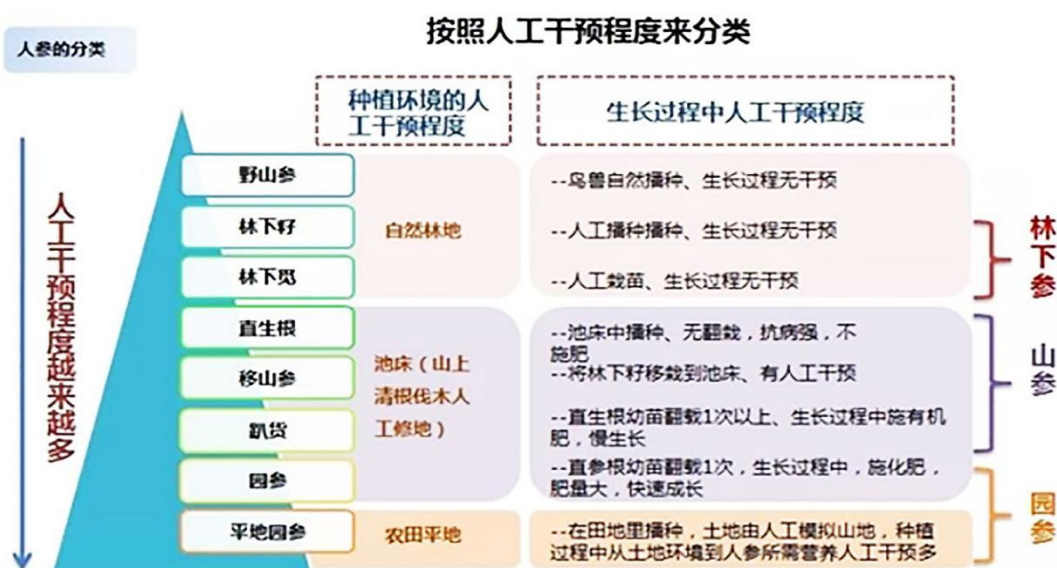 按照人工干预程度来分类
人参的分类
种植环境的人
工干预程度
生长过程中人工干预程度
人工干预程度越来越多
野山参
林下籽
林下觅
直生根
移山参
趴货
园参
平地园参
自然林地
池床（山上
清根伐木人
工修地）
农田平地
--鸟兽自然播种、生长过程无干预
--人工播种播种、生长过程无干预
--人工栽苗、生长过程无干预
--池床中播种、无翻栽，抗病强，不
施肥
--将林下籽移栽到池床、有人工干预
--直生根幼苗翻载1次以上、生长过程中施有机
肥，慢生长
--直参根幼苗翻载1次，生长过程中，施化肥，
肥量大，快速成长
--在田地里播种，土地由人工模拟山地，种植
过程中从土地环境到人参所需营养人工干预多
林下参
山参
园参